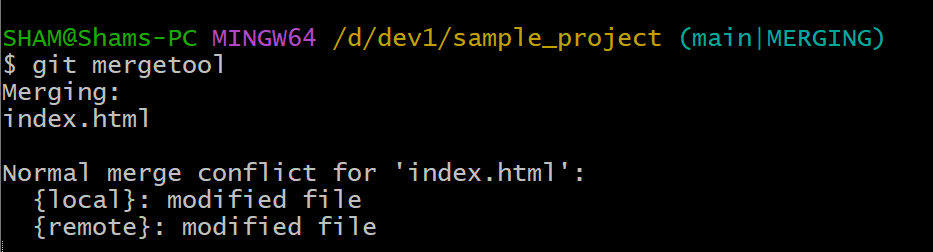 SHAM@Shams-PC MINGW64 /d/dev1/sample_project (main|MERGING)
$ git mergetool
Merging:
index.html

Normal merge conflict for 'index.html':
  {local}: modified file
  {remote}: modified file